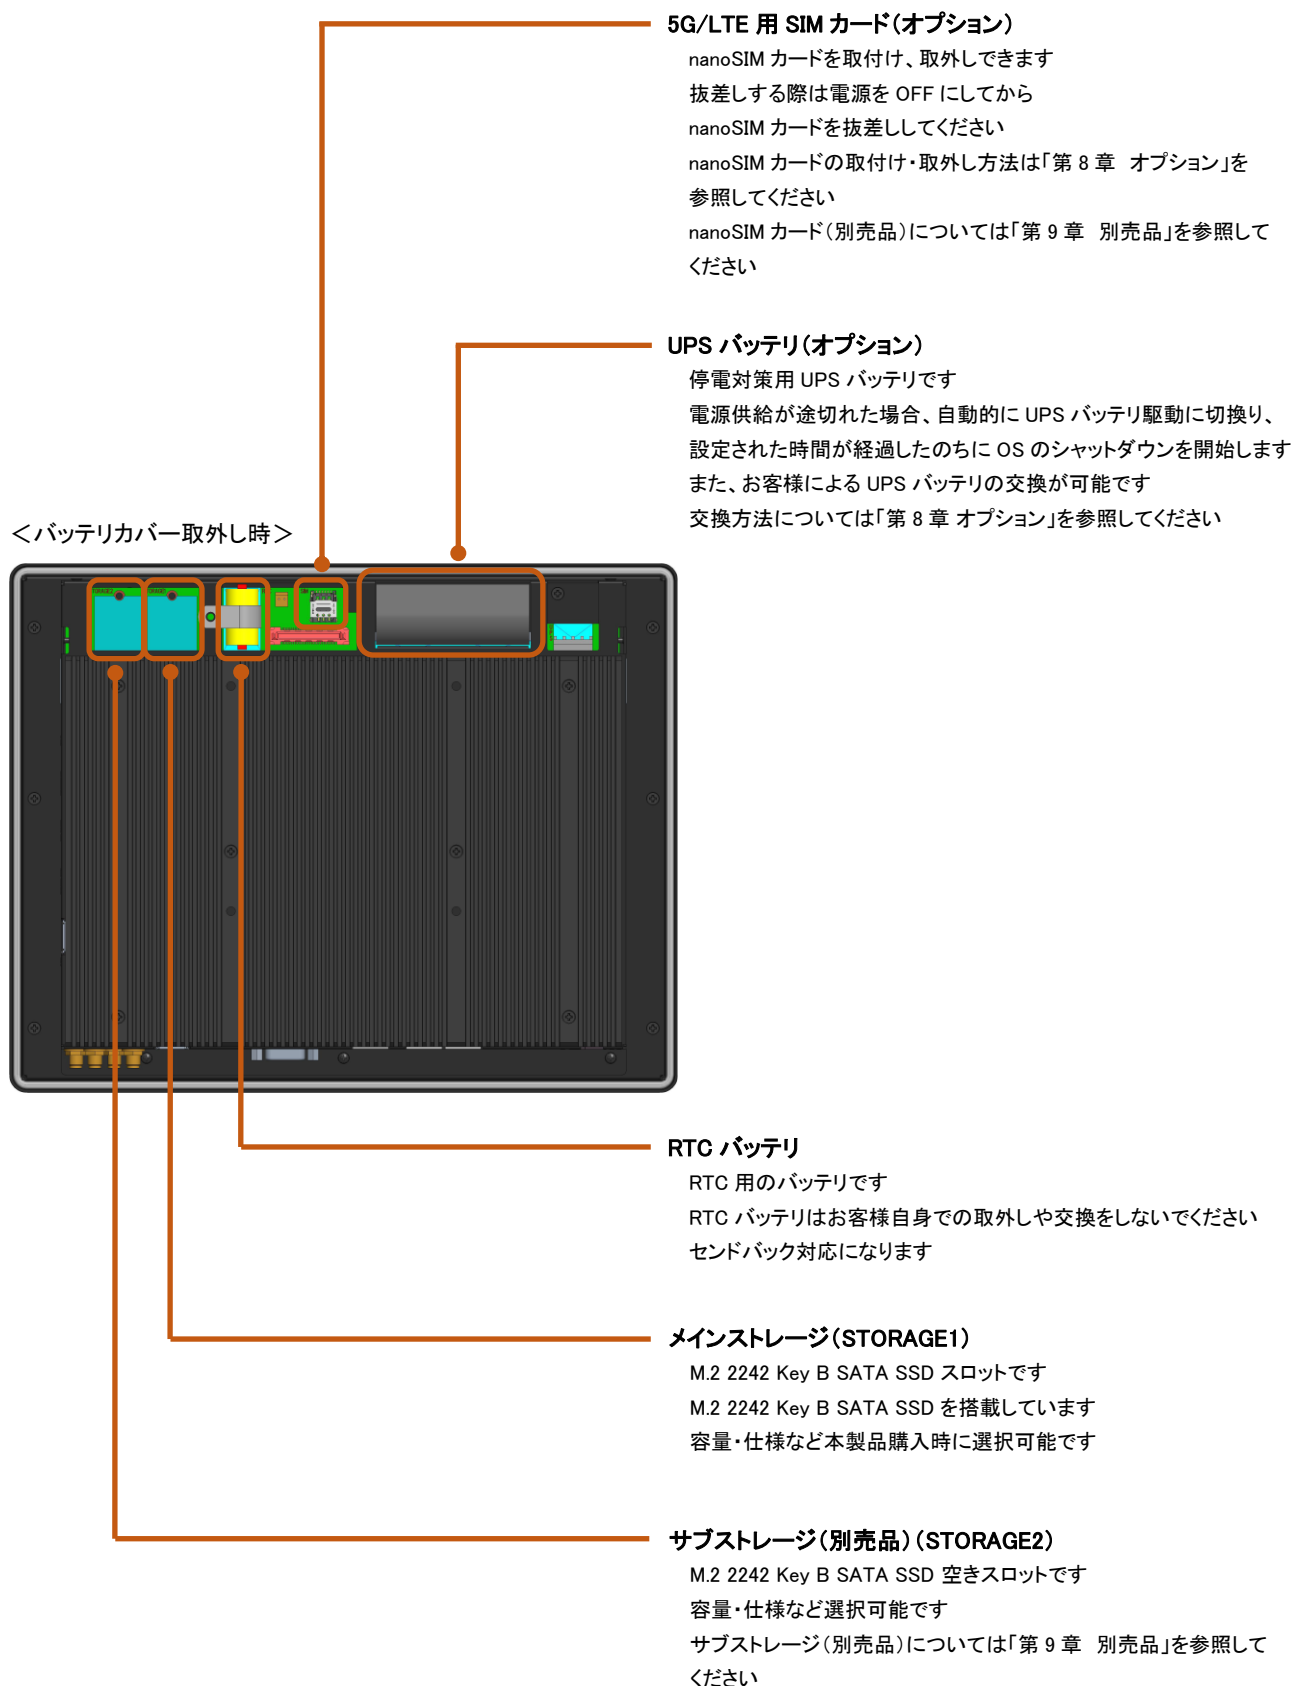 5G/LTE 用 SIM カード（オプション）
nanoSIM カードを取付け、取外しできます
抜差しする際は電源を OFF にしてから
nanoSIM カードを抜差ししてください
nanoSIM カードの取付け・取外し方法は「第 8 章　オプション」を
参照してください
nanoSIM カード（別売品）については「第 9 章　別売品」を参照して
ください
UPS バッテリ（オプション）
停電対策用 UPS バッテリです
電源供給が途切れた場合、自動的に UPS バッテリ駆動に切換り、
設定された時間が経過したのちに OS のシャットダウンを開始します
また、お客様による UPS バッテリの交換が可能です
交換方法については「第 8 章 オプション」を参照してください
＜バッテリカバー取外し時＞
RTC バッテリ
RTC 用のバッテリです
RTC バッテリはお客様自身での取外しや交換をしないでください
センドバック対応になります
メインストレージ（STORAGE1）
M.2 2242 Key B SATA SSD スロットです
M.2 2242 Key B SATA SSD を搭載しています
容量・仕様など本製品購入時に選択可能です
サブストレージ（別売品）（STORAGE2）
M.2 2242 Key B SATA SSD 空きスロットです
容量・仕様など選択可能です
サブストレージ（別売品）については「第 9 章　別売品」を参照して
ください